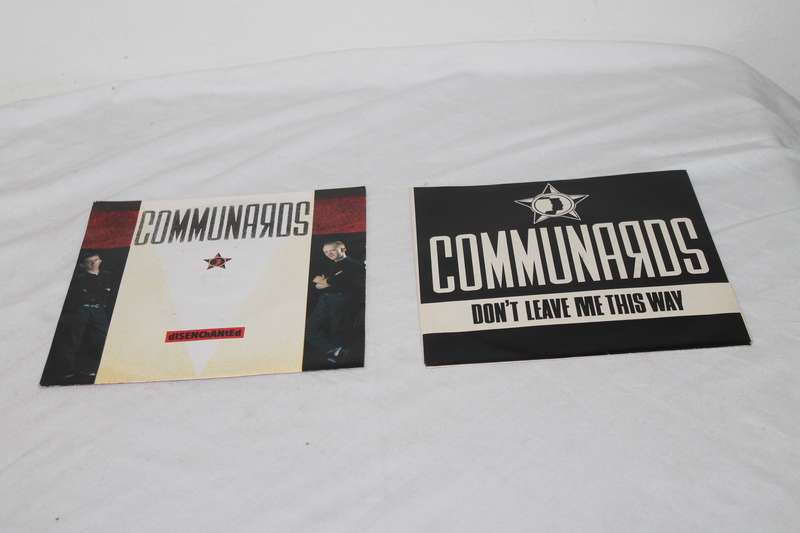 COMMUNARDS
dISENChANtEd
COMMUNARDS
DON'T LEAVE ME THIS WAY